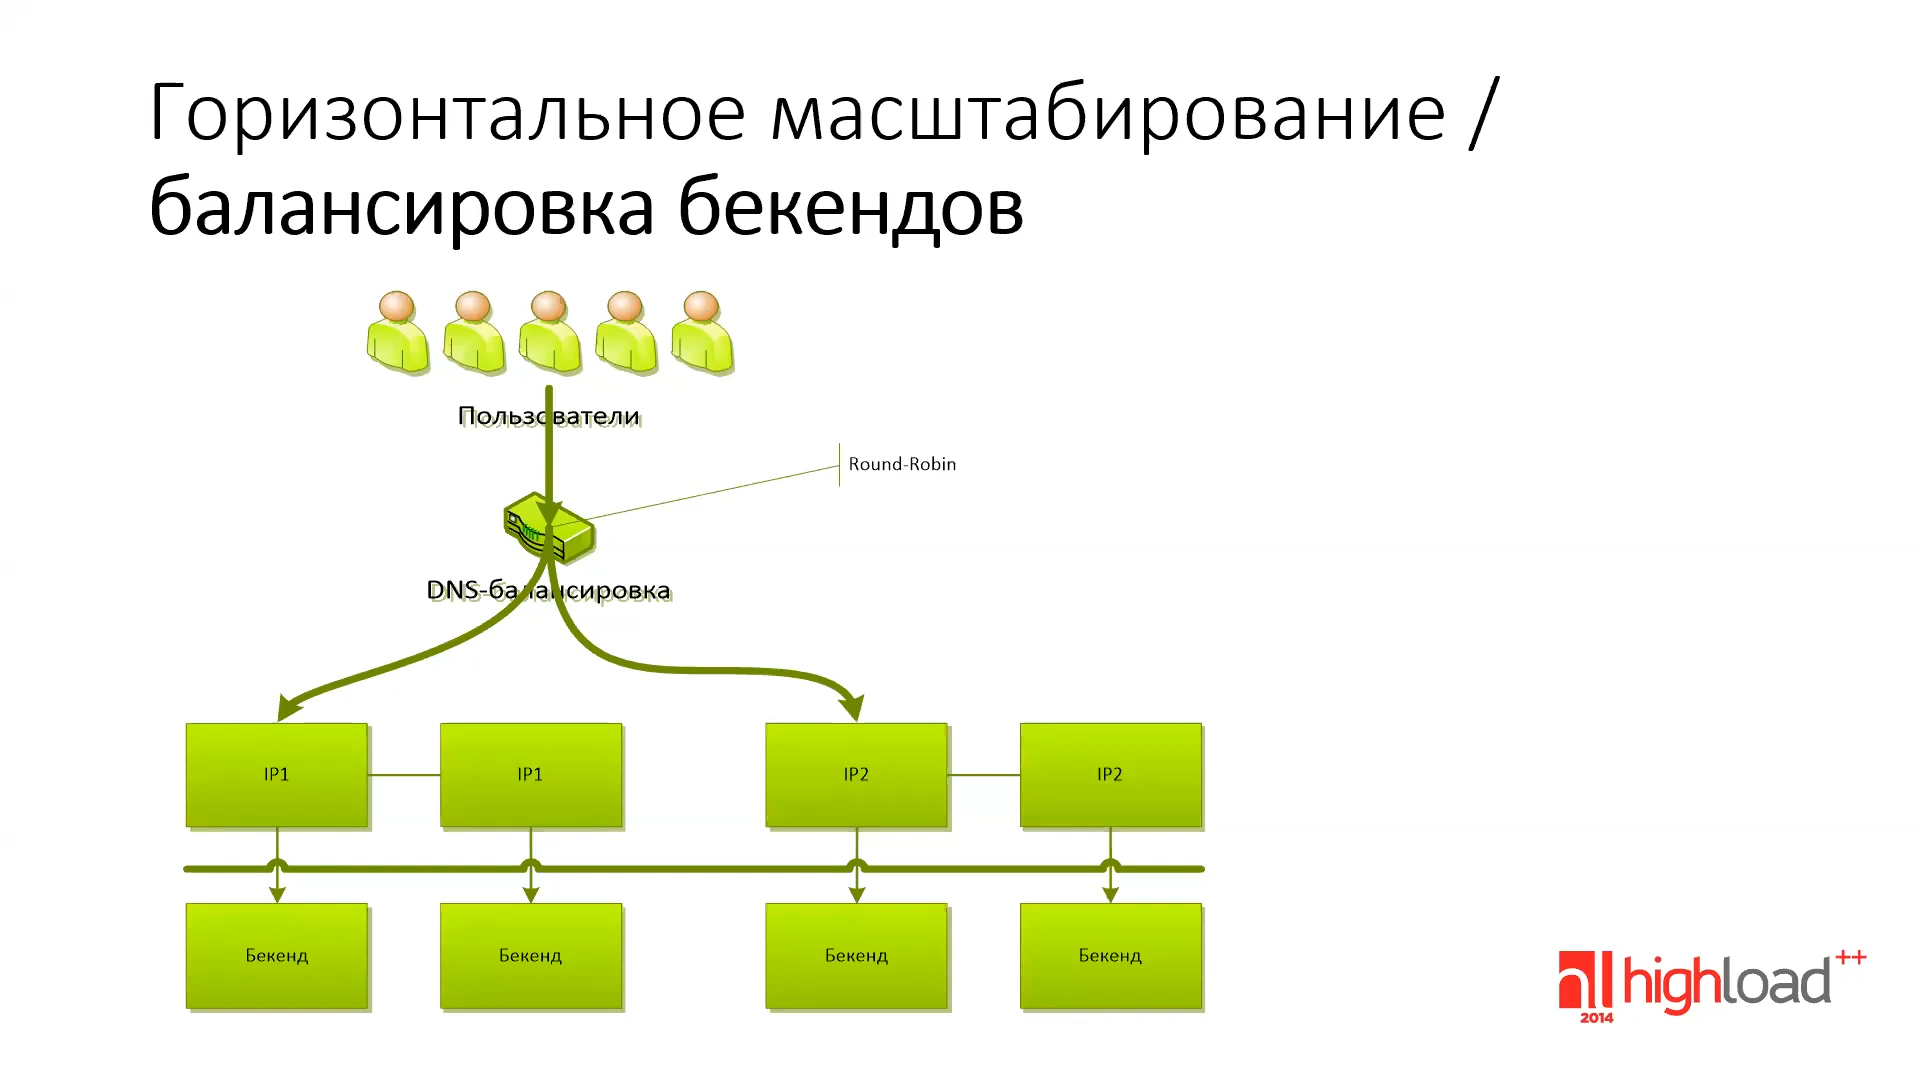 Горизонтальное масштабирование /
балансировка бекендов
Пользователи
Round-Robin
DNS-балансировка
IP1
IP1
IP2
IP2
Бекенд
Бекенд
Бекенд
Бекенд
highload++
2014